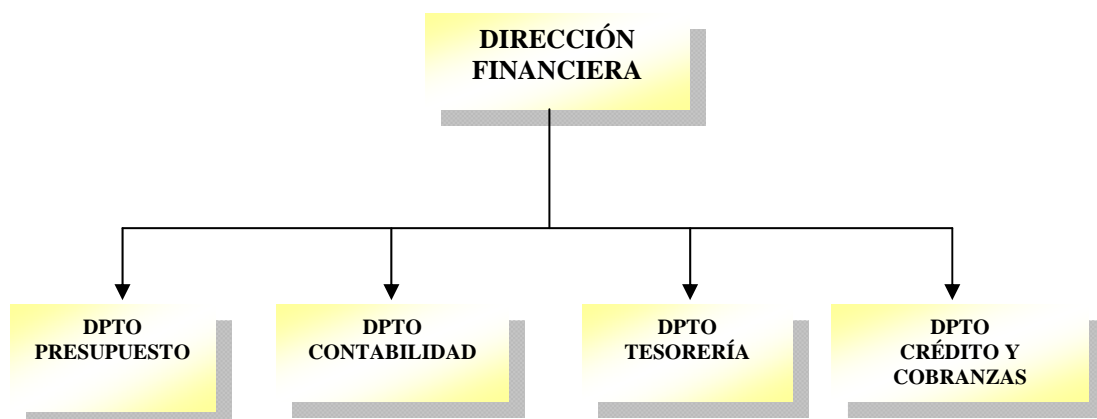 DIRECCIÓN
FINANCIERA
DPTO
PRESUPUESTO
DPTO
CONTABILIDAD
DPTO
TESORERÍA
DPTO
CRÉDITO Y
COBRANZAS